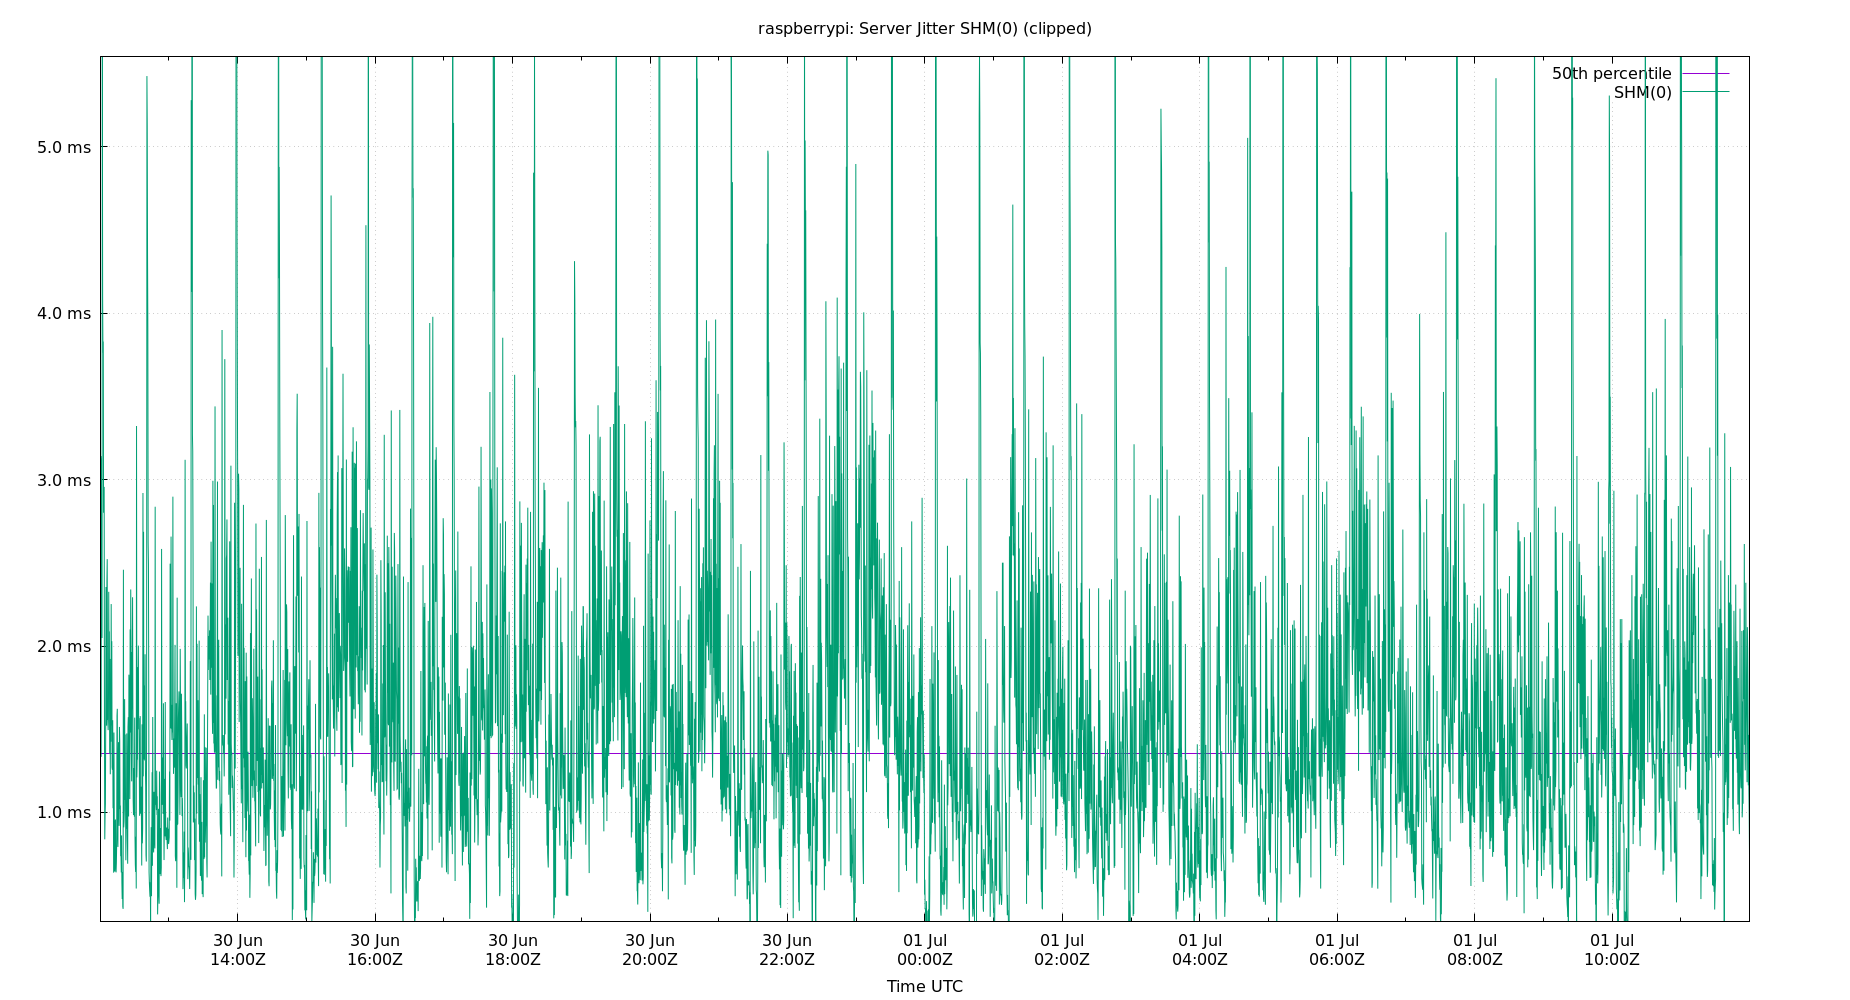 raspberrypi: Server Jitter SHM(0) (clipped)
50th percentile
SHM(0)
5.0 ms
4.0 ms
3.0 ms
2.0 ms
1.0 ms
30 Jun 30 Jun 30 Jun 30 Jun 30 Jun 01 Jul 01 Jul 01 Jul 01 Jul 01 Jul 01 Jul
14:00Z 16:00Z 18:00Z 20:00Z 22:00Z 00:00Z 02:00Z 04:00Z 06:00Z 08:00Z 10:00Z
Time UTC